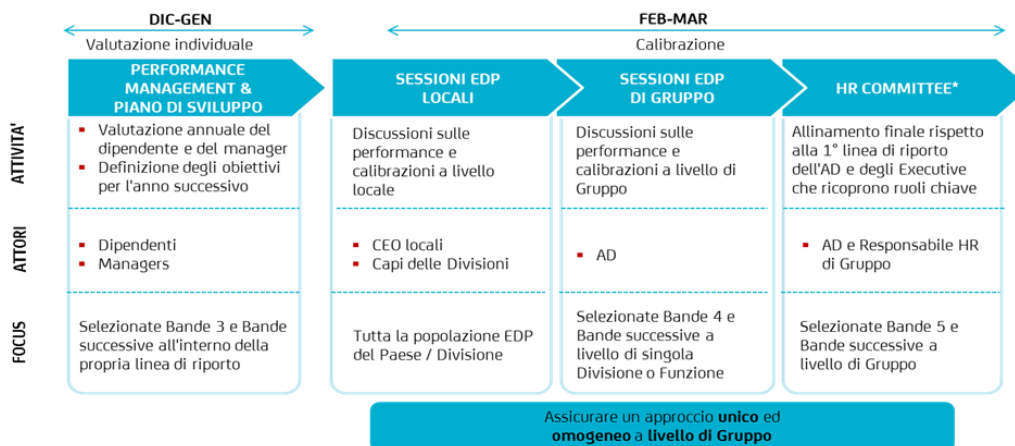 DIC-GEN
FEB-MAR
Valutazione individuale
Calibrazione
PERFORMANCE
MANAGEMENT &
PIANO DI SVILUPPO
SESSIONI EDP
LOCALI
SESSIONI EDP
DI GRUPPO
HR COMMITTEE*
ATTIVITA'
Valutazione annuale del
dipendente e del manager
Definizione degli obiettivi
per l'anno successivo
Discussioni sulle
performance e
calibrazioni a livello
locale
Discussioni sulle
performance e
calibrazioni a livello di
Gruppo
Allinamento finale rispetto
alla 1° linea di riporto
dell'AD e degli Executive
che ricoprono ruoli chiave
ATTORI
Dipendenti
Managers
CEO locali
Capi delle Divisioni
AD
AD e Responsabile HR
di Gruppo
FOCUS
Selezionate Bande 3 e Bande
successive all'interno della
propria linea di riporto
Tutta la popolazione EDP
del Paese / Divisione
Selezionate Bande 4 e
Bande successive a
livello di singola
Divisione o Funzione
Selezionate Bande 5 e
Bande successive a
livello di Gruppo
Assicurare un approccio unico ed
omogeneo a livello di Gruppo